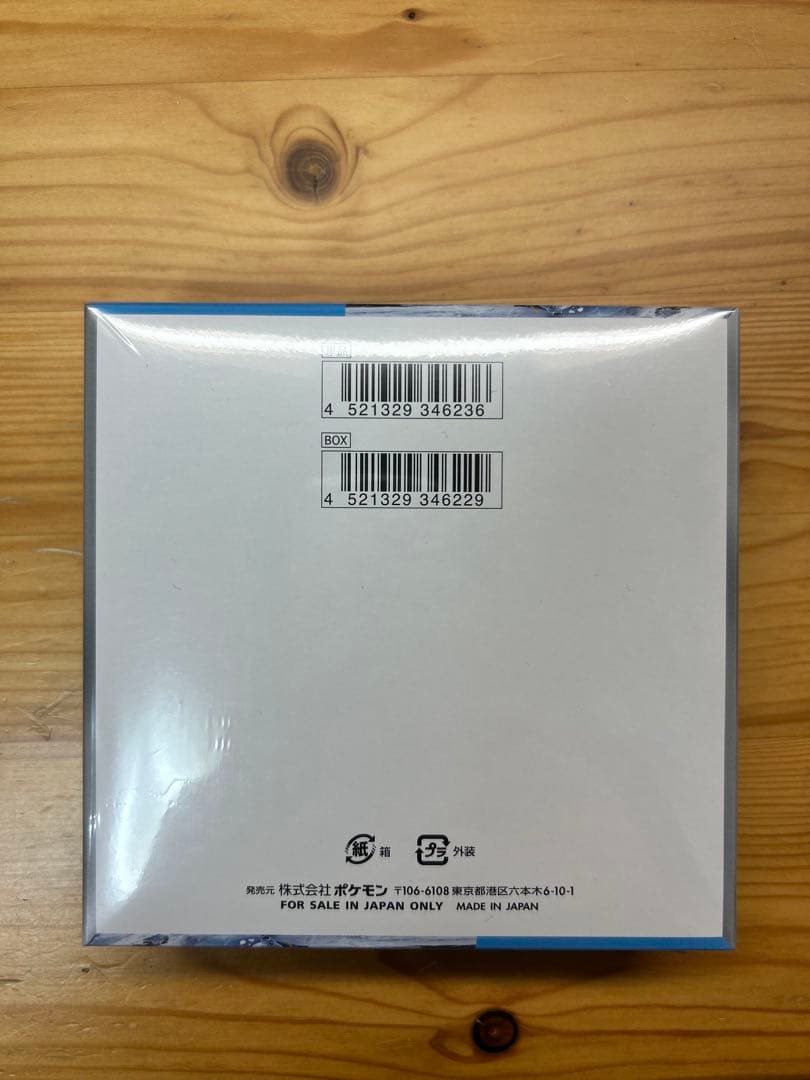 4 521329 346236
BOX
4 521329 346229
紙 箱 プラ 外装
発売元 株式会社 ポケモン 〒106-6108 東京都港区六本木6-10-1
FOR SALE IN JAPAN ONLY MADE IN JAPAN